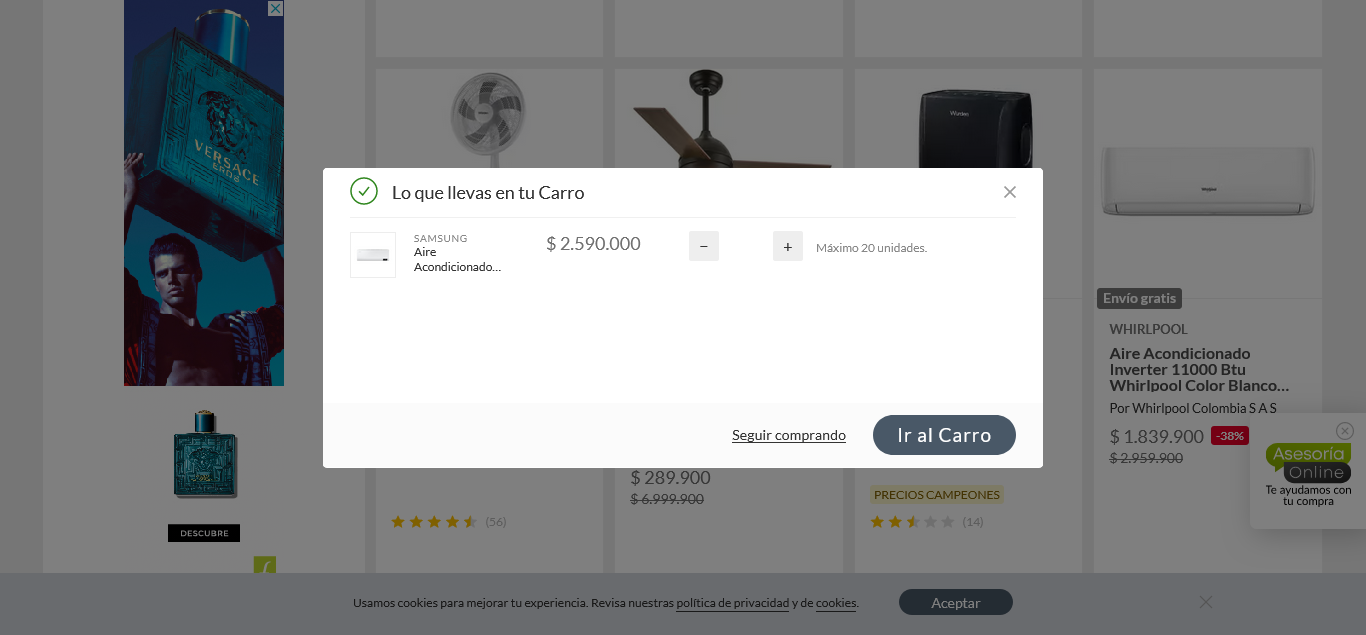 VERSACE
EROS
DESCUBRE
Lo que llevas en tu Carro
SAMSUNG
Aire
Acondicionado...
$ 2.590.000
−
+
Máximo 20 unidades.
Seguir comprando
Ir al Carro
$ 289.900
$ 6.999.900
(56)
PRECIOS CAMPEONES
(14)
Envío gratis
WHIRLPOOL
Aire Acondicionado
Inverter 11000 Btu
Whirlpool Color Blanco...
Por Whirlpool Colombia S A S
$ 1.839.900 -38%
$ 2.959.900
Asesoría
Online
Te ayudamos con
tu compra
Usamos cookies para mejorar tu experiencia. Revisa nuestras política de privacidad y de cookies.
Aceptar